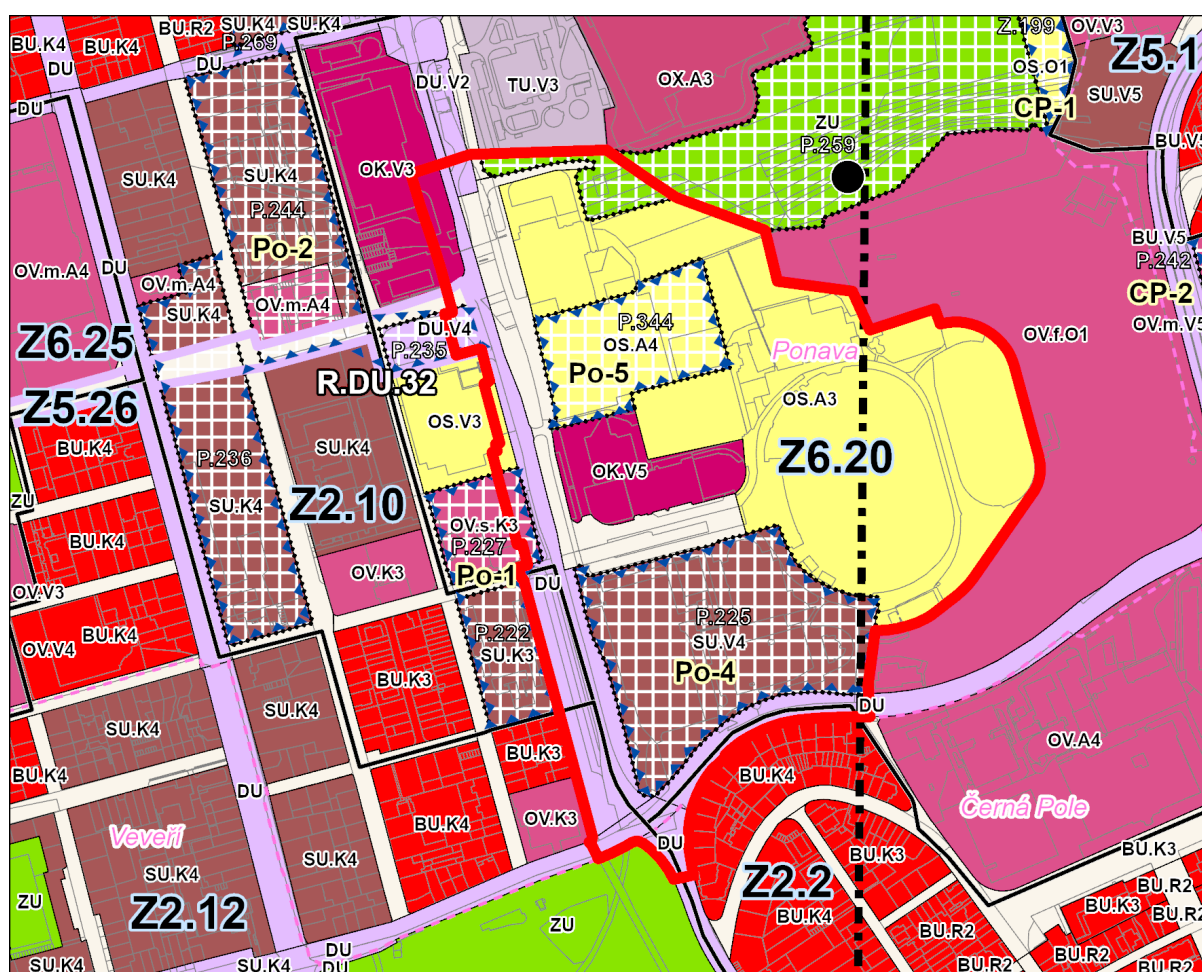 BU.K4
BU.K4
DU
BU.R2
SU.K4
P.269
SU.K4
DU
DU.V2
TU.V3
OX.A3
Z.199
OV.V3
Z5.1
OS.O1
SU.V5
CP-1
ZU
P.259
BU.V5
SU.K4
SU.K4
P.244
Po-2
OK.V3
OV.m.A4
DU
OV.m.A4
OV.m.A4
SU.K4
BU.V5
P.242
CP-2
OV.m.V5
Z6.25
DU.V4
P.235
P.344
OS.A4
Ponava
OV.f.O1
Po-5
R.DU.32
OS.A3
Z5.26
BU.K4
OS.V3
SU.K4
P.236
Z6.20
OK.V5
ZU
SU.K4
Z2.10
BU.K4
OV.s.K3
P.227
OV.K3
Po-1
DU
OV.V3
BU.K4
OV.V4
P.222
SU.K3
P.225
SU.V4
Po-4
BU.K3
SU.K4
SU.K4
DU
OV.A4
BU.K4
BU.K3
BU.K4
DU
OV.K3
BU.K4
Černá Pole
Veveří
DU
BU.K3
BU.K3
SU.K4
SU.K4
Z2.2
BU.K4
BU.R2
BU.K3
BU.R2
ZU
Z2.12
ZU
BU.R2
BU.R2
SU.K4
SU.K4
DU
DU
BU.R2
BU.R2